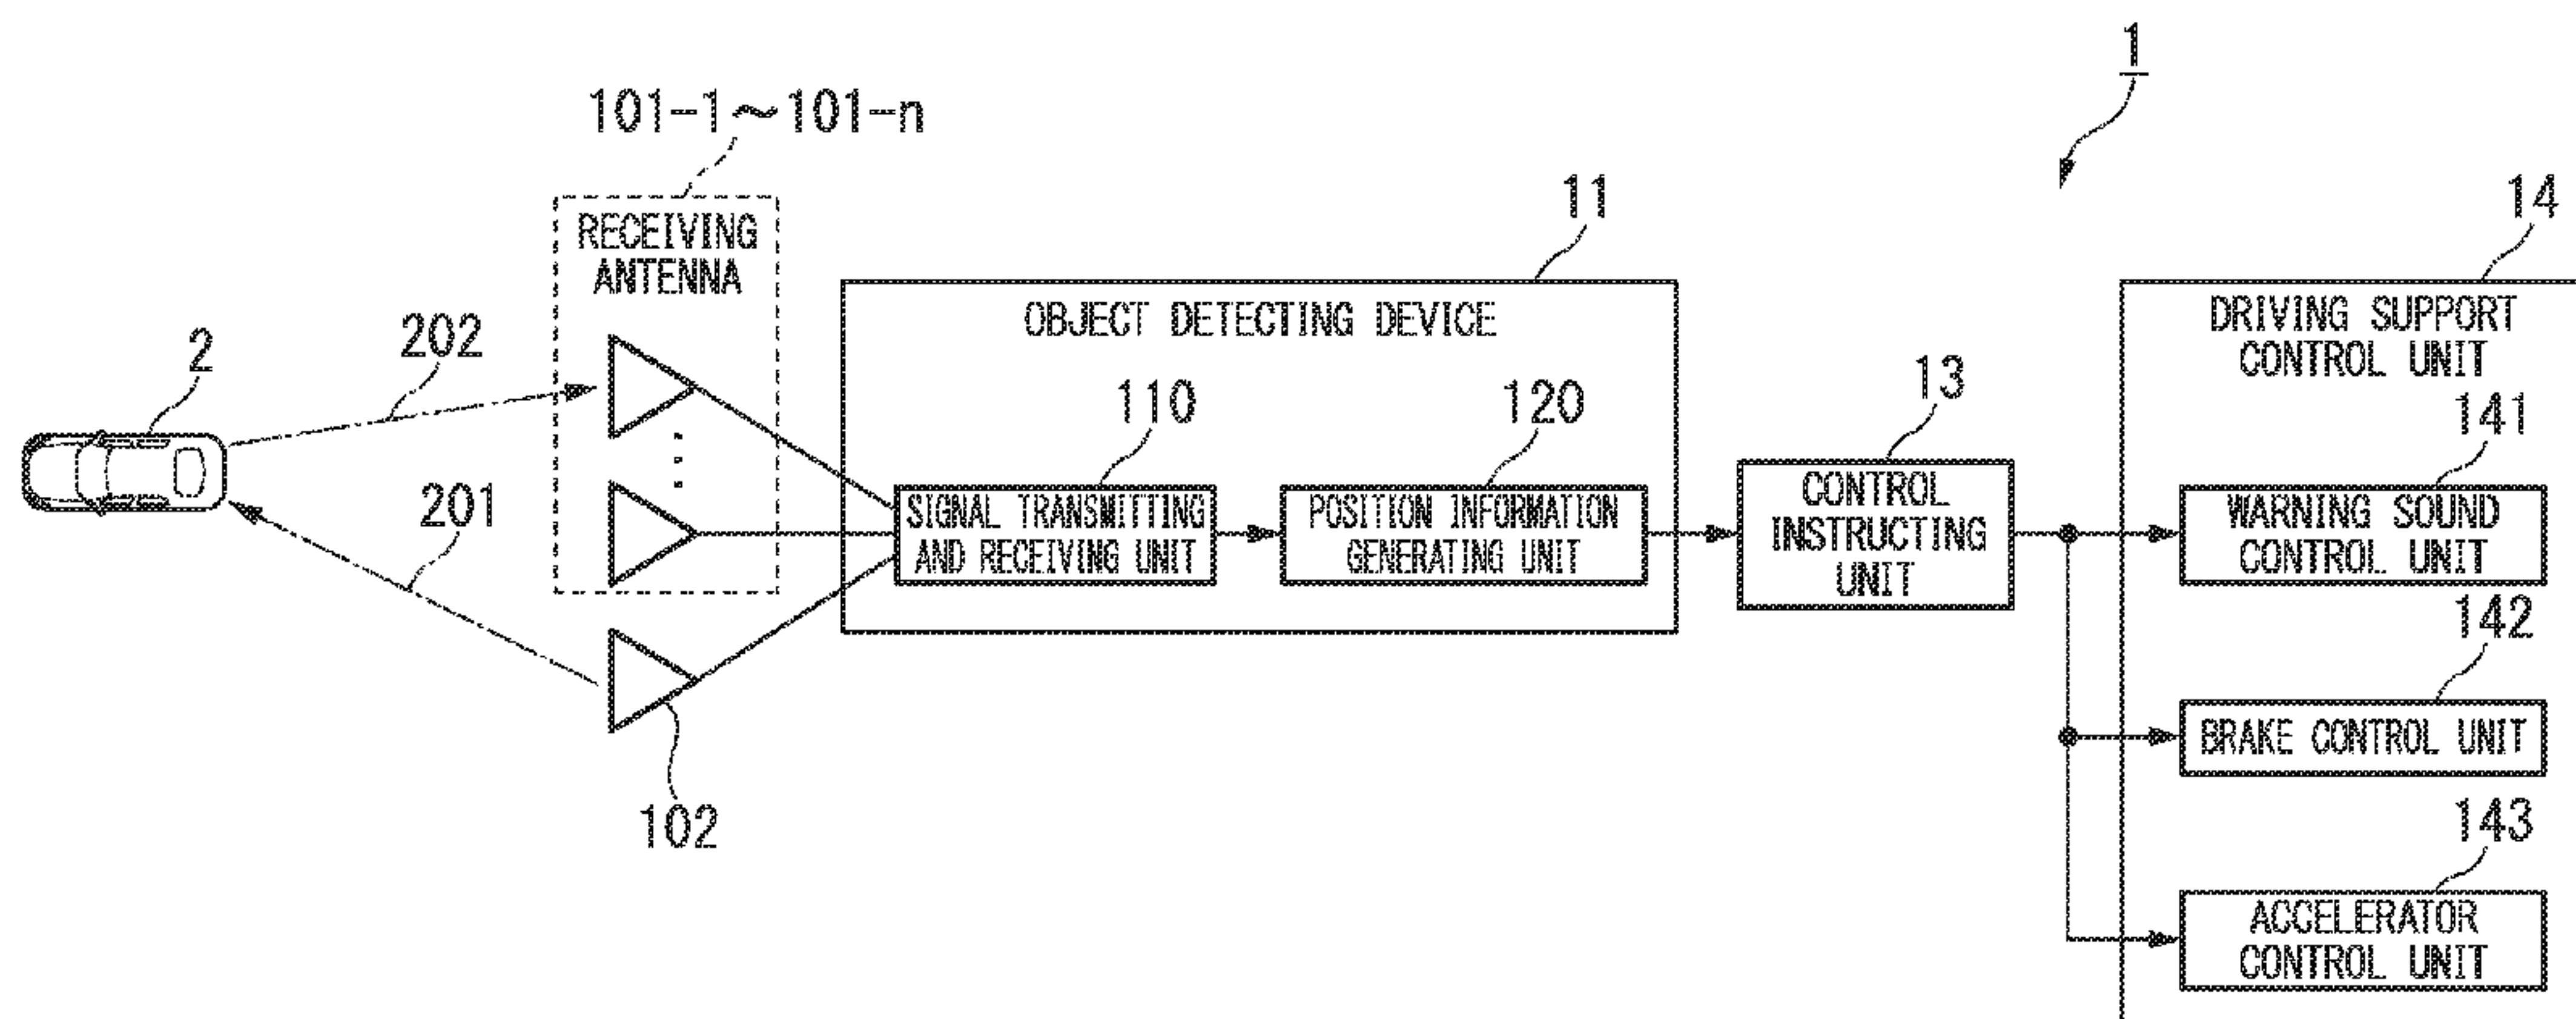 1
101-1～101-n
14
11
RECEIVING
ANTENNA
OBJECT DETECTING DEVICE
DRIVING SUPPORT
CONTROL UNIT
202
2
13
110
120
141
201
SIGNAL TRANSMITTING
AND RECEIVING UNIT
POSITION INFORMATION
GENERATING UNIT
CONTROL
INSTRUCTING
UNIT
WARNING SOUND
CONTROL UNIT
142
BRAKE CONTROL UNIT
102
143
ACCELERATOR
CONTROL UNIT